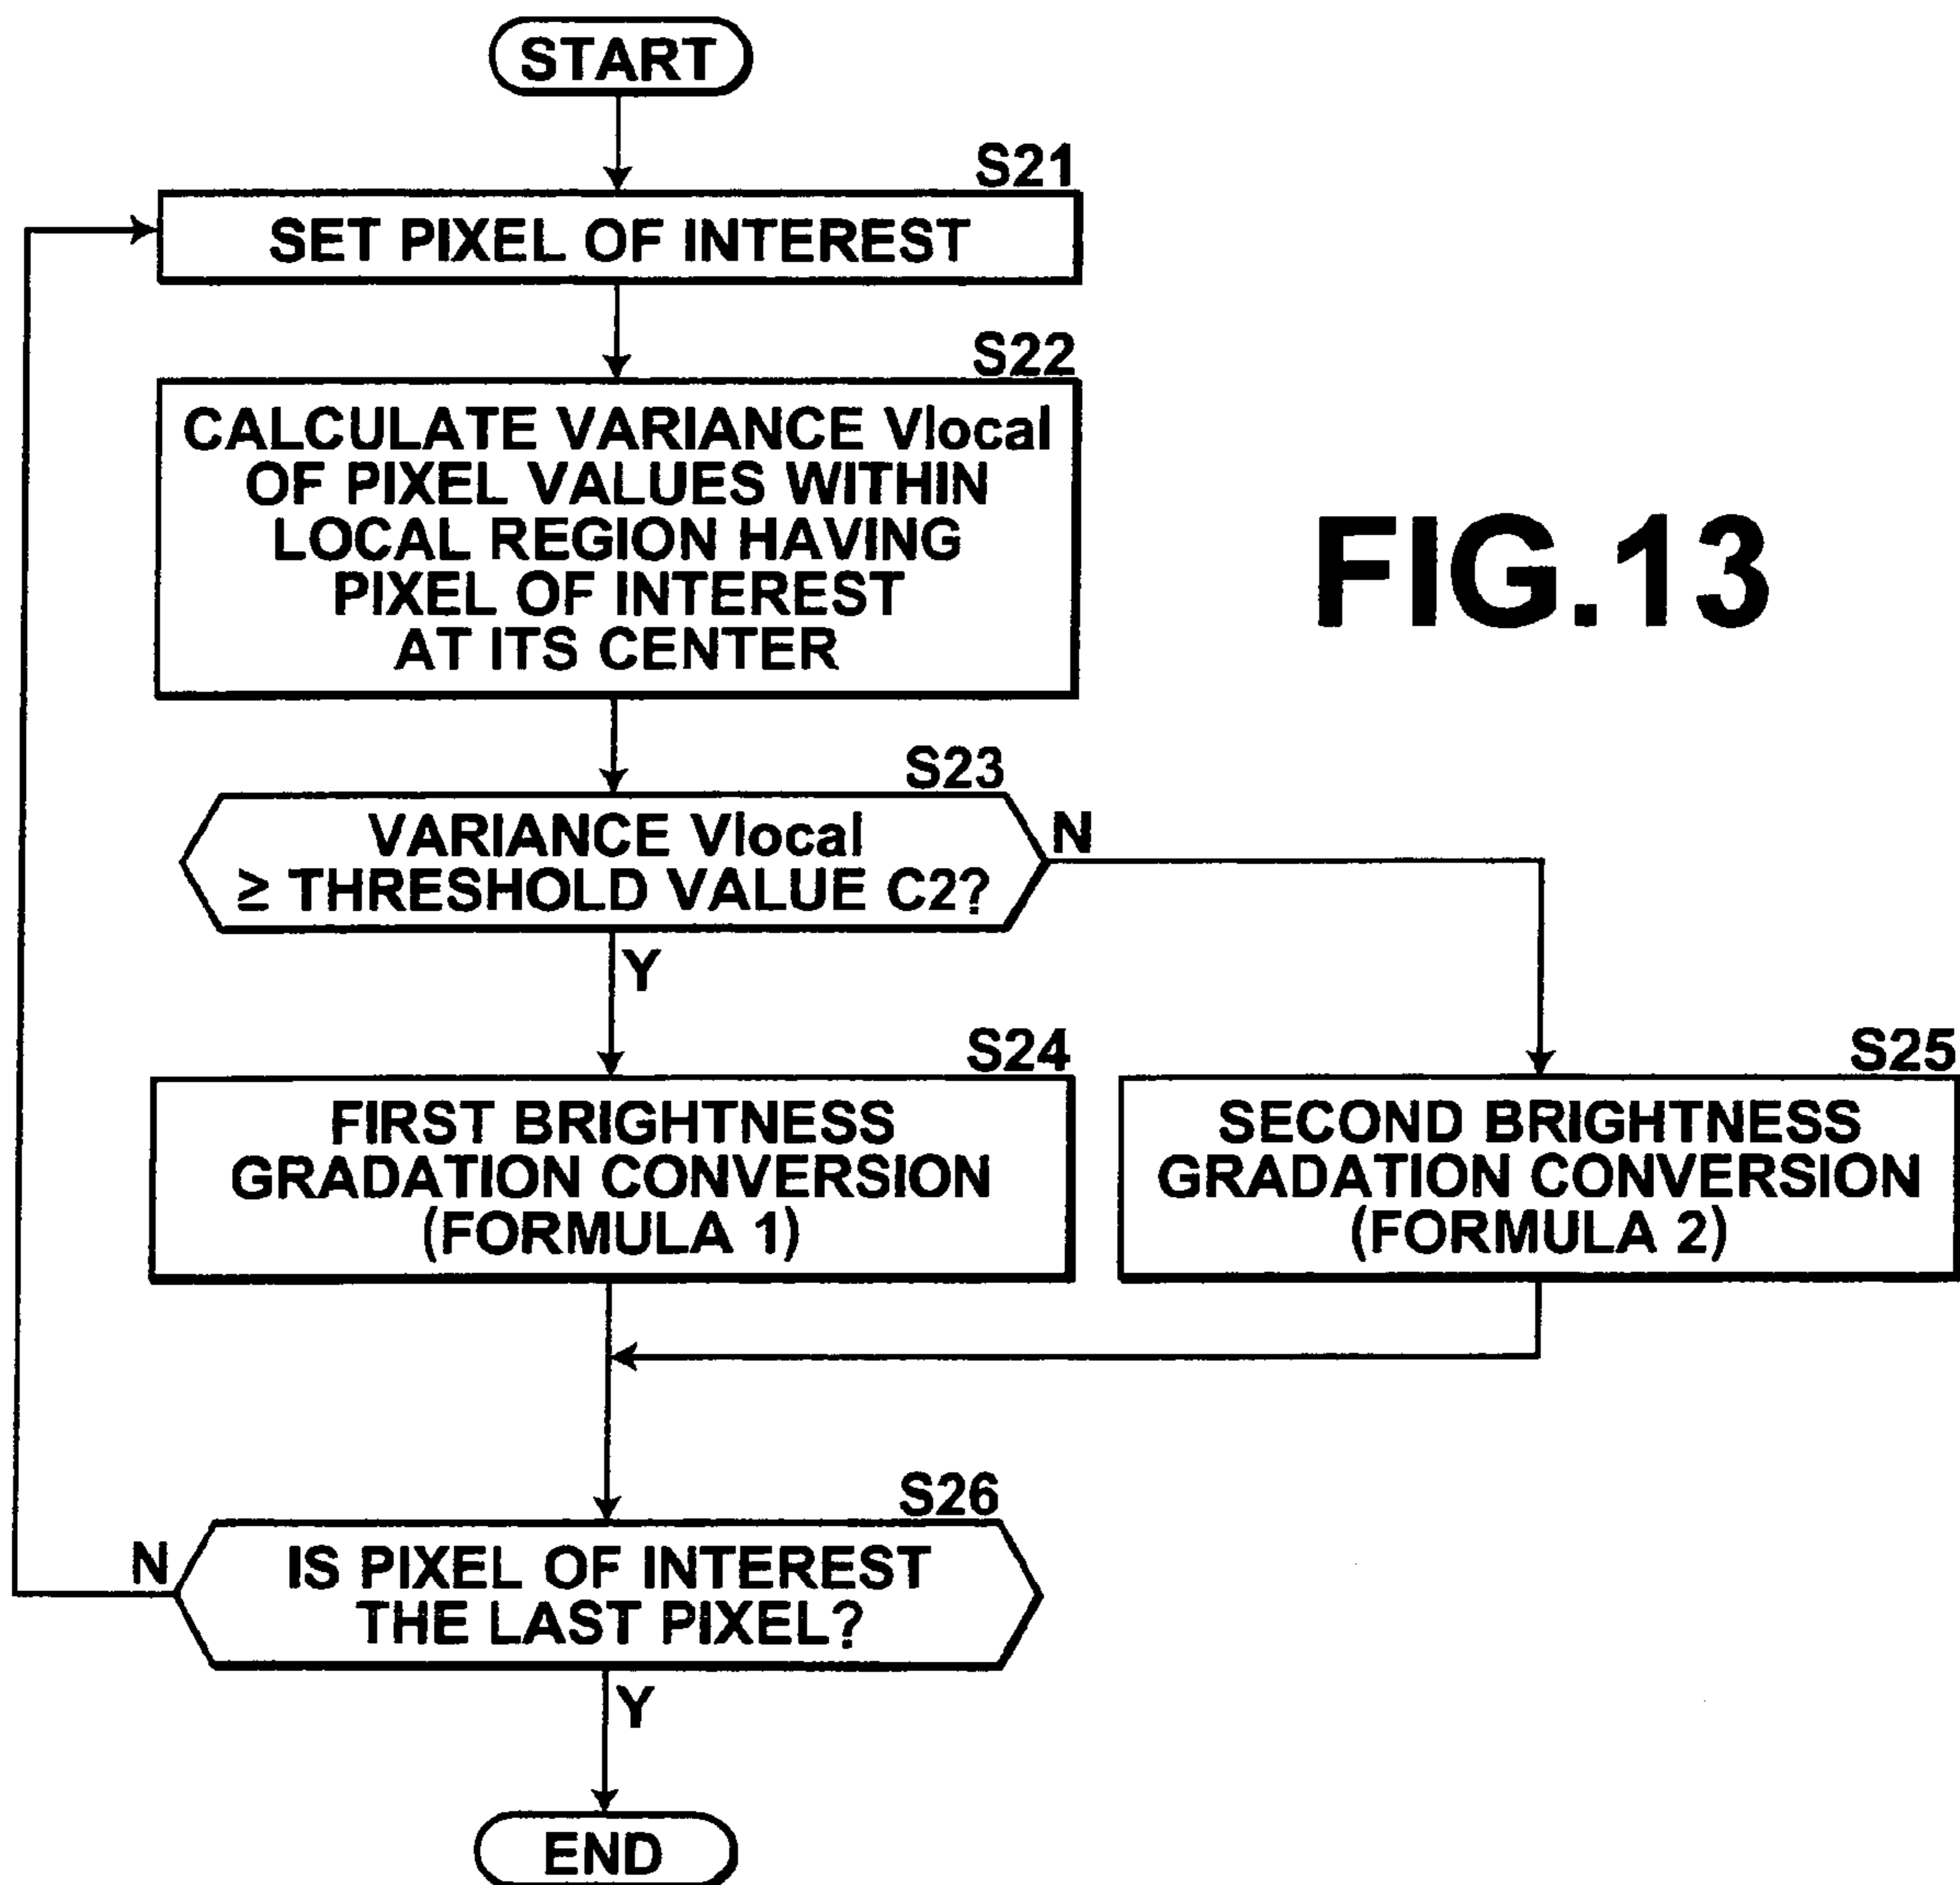 START
S21
SET PIXEL OF INTEREST
S22
CALCULATE VARIANCE Vlocal
OF PIXEL VALUES WITHIN
LOCAL REGION HAVING
PIXEL OF INTEREST
AT ITS CENTER
FIG.13
S23
VARIANCE Vlocal
≥ THRESHOLD VALUE C2?
N
Y
S24
FIRST BRIGHTNESS
GRADATION CONVERSION
(FORMULA 1)
S25
SECOND BRIGHTNESS
GRADATION CONVERSION
(FORMULA 2)
S26
N
IS PIXEL OF INTEREST
THE LAST PIXEL?
Y
END